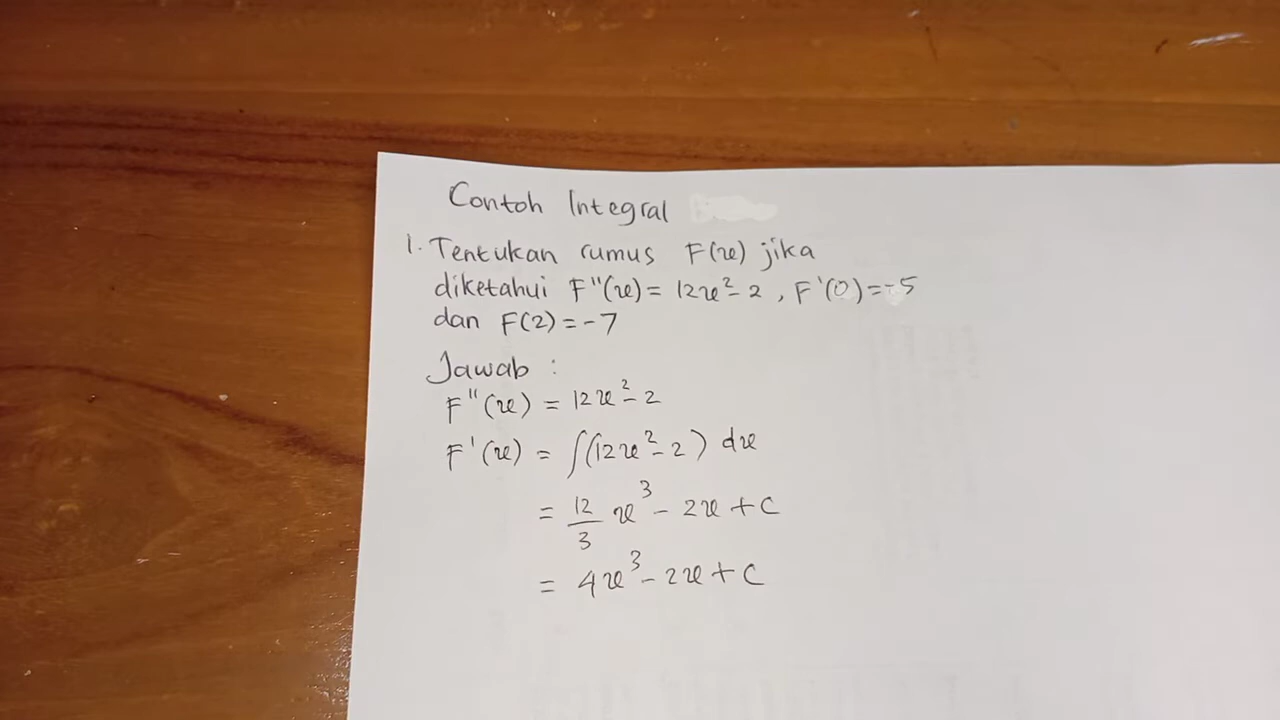 Contoh Integral
1. Tentukan rumus F(x) jika
diketahui F"(x) = 12x² - 2 , F'(0) = -5
dan F(2) = -7
Jawab :
F"(x) = 12x² - 2
F'(x) = ∫(12x² - 2) dx
= 12/3 x³ - 2x + C
= 4x³ - 2x + C